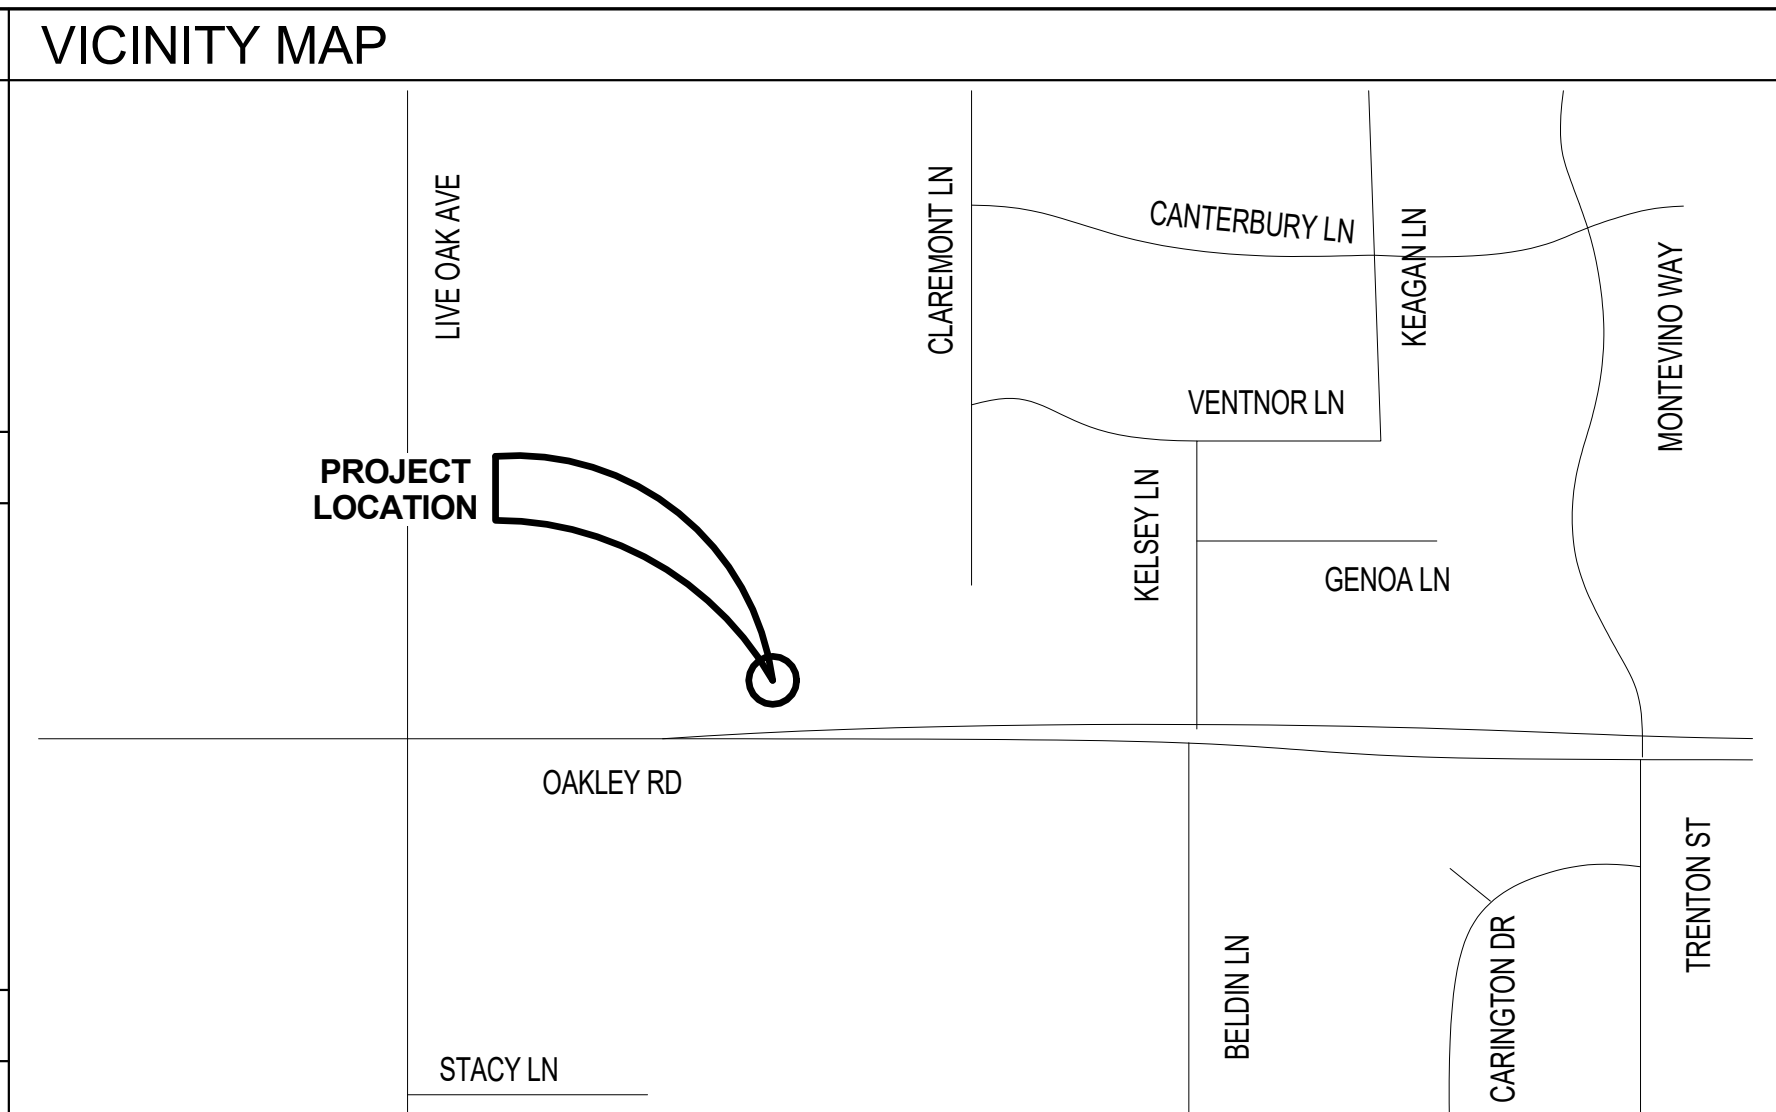 VICINITY MAP
LIVE OAK AVE
CLAREMONT LN
CANTERBURY LN
KEAGAN LN
MONTEVINO WAY
VENTNOR LN
PROJECT
LOCATION
KELSEY LN
GENOA LN
OAKLEY RD
TRENTON ST
BELDIN LN
CARINGTON DR
STACY LN